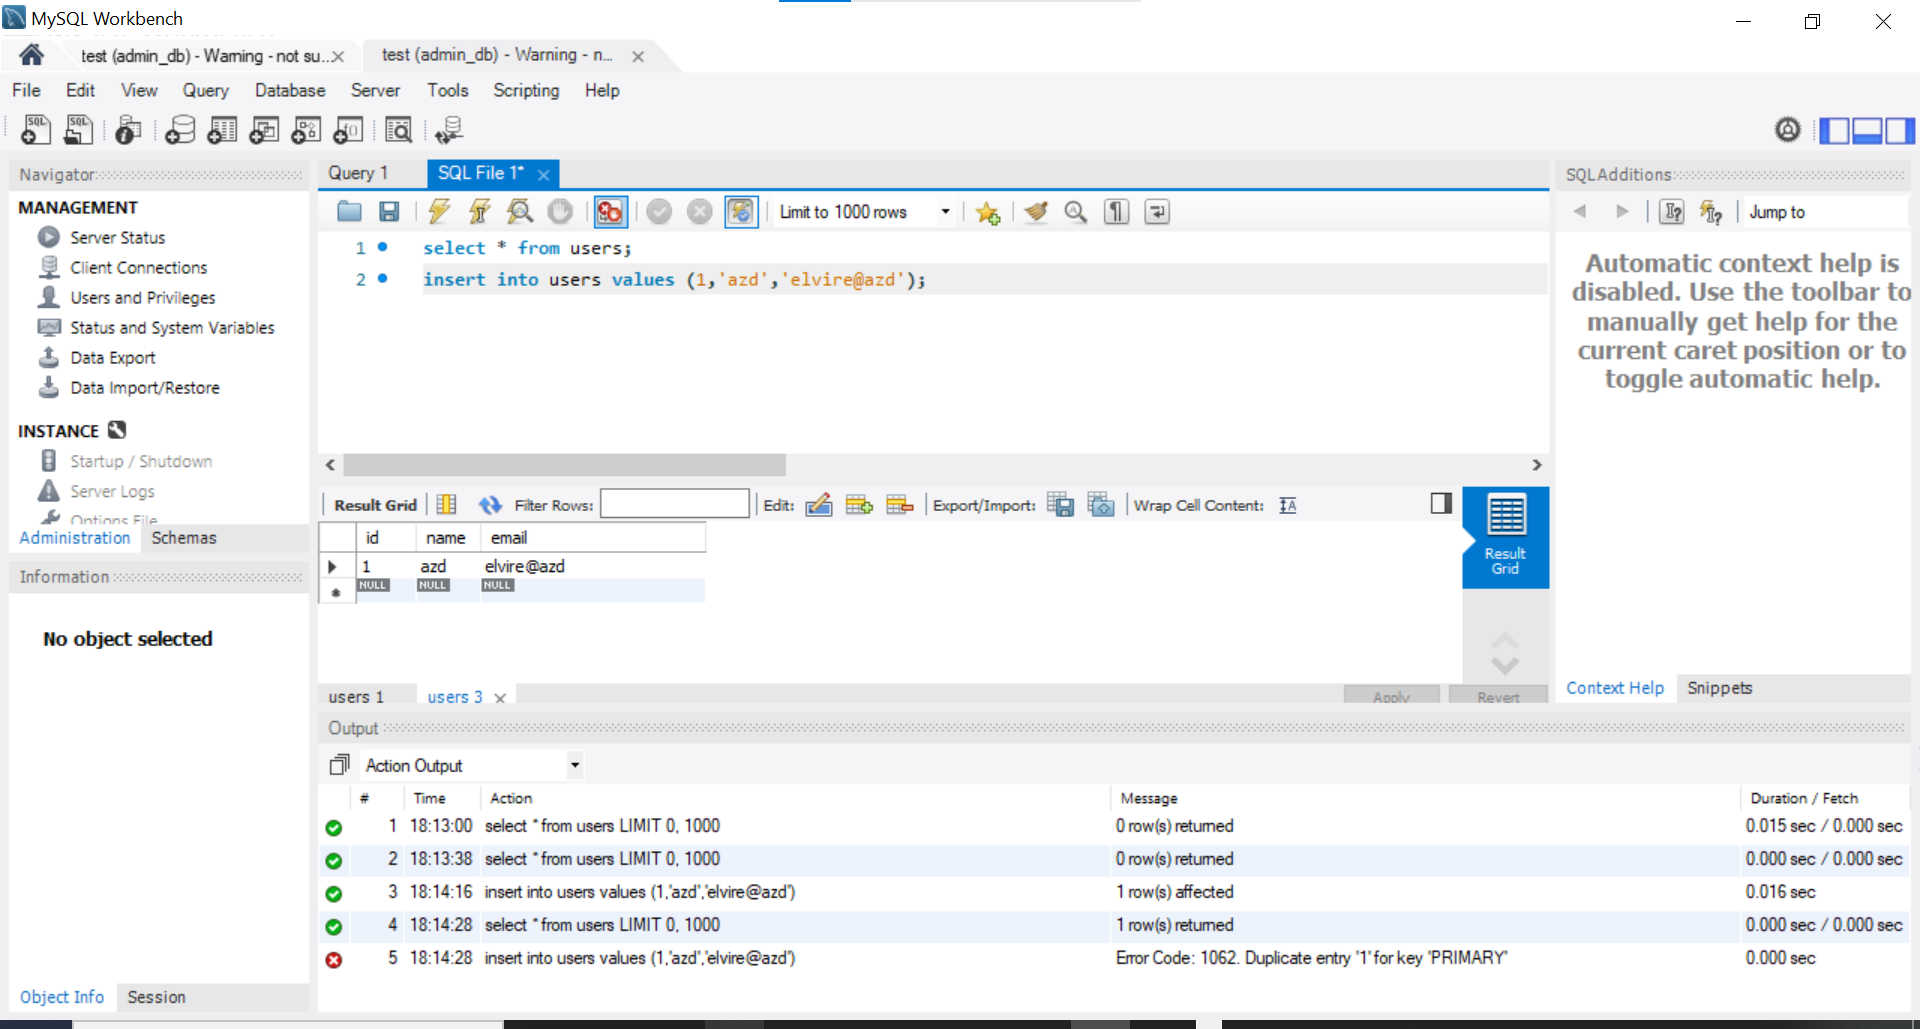 MySQL Workbench
test (admin_db) - Warning - not su...
test (admin_db) - Warning - n...
File Edit View Query Database Server Tools Scripting Help
Navigator
MANAGEMENT
Server Status
Client Connections
Users and Privileges
Status and System Variables
Data Export
Data Import/Restore
INSTANCE
Startup / Shutdown
Server Logs
Options File
Administration Schemas
Information
No object selected
Object Info Session
Query 1 SQL File 1*
Limit to 1000 rows
1 select * from users;
2 insert into users values (1,'azd','elvire@azd');
Result Grid Filter Rows: Edit: Export/Import: Wrap Cell Content:
id name email
1 azd elvire@azd
NULL NULL NULL
Result
Grid
users 1 users 3
Apply Revert
SQLAdditions
Jump to
Automatic context help is
disabled. Use the toolbar to
manually get help for the
current caret position or to
toggle automatic help.
Context Help Snippets
Output
Action Output
# Time Action Message Duration / Fetch
1 18:13:00 select * from users LIMIT 0, 1000 0 row(s) returned 0.015 sec / 0.000 sec
2 18:13:38 select * from users LIMIT 0, 1000 0 row(s) returned 0.000 sec / 0.000 sec
3 18:14:16 insert into users values (1,'azd','elvire@azd') 1 row(s) affected 0.016 sec
4 18:14:28 select * from users LIMIT 0, 1000 1 row(s) returned 0.000 sec / 0.000 sec
5 18:14:28 insert into users values (1,'azd','elvire@azd') Error Code: 1062. Duplicate entry '1' for key 'PRIMARY' 0.000 sec